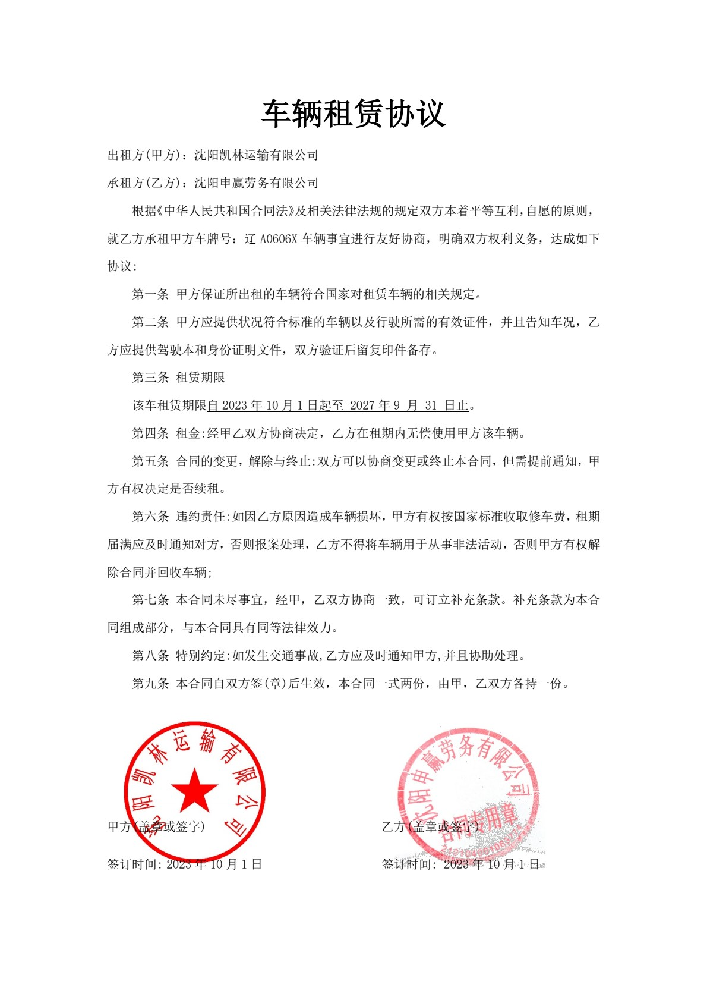 车辆租赁协议
出租方(甲方): 沈阳凯林运输有限公司
承租方(乙方): 沈阳申赢劳务有限公司
根据《中华人民共和国合同法》及相关法律法规的规定双方本着平等互利,自愿的原则,
就乙方承租甲方车牌号: 辽 A0606X 车辆事宜进行友好协商, 明确双方权利义务, 达成如下
协议:
第一条 甲方保证所出租的车辆符合国家对租赁车辆的相关规定。
第二条 甲方应提供状况符合标准的车辆以及行驶所需的有效证件, 并且告知车况, 乙
方应提供驾驶本和身份证明文件, 双方验证后留复印件备存。
第三条 租赁期限
该车租赁期限自 2023 年 10 月 1 日起至 2027 年 9 月 31 日止。
第四条 租金:经甲乙双方协商决定, 乙方在租期内无偿使用甲方该车辆。
第五条 合同的变更, 解除与终止:双方可以协商变更或终止本合同, 但需提前通知, 甲
方有权决定是否续租。
第六条 违约责任:如因乙方原因造成车辆损坏, 甲方有权按国家标准收取修车费, 租期
届满应及时通知对方, 否则报案处理, 乙方不得将车辆用于从事非法活动, 否则甲方有权解
除合同并回收车辆;
第七条 本合同未尽事宜, 经甲, 乙双方协商一致, 可订立补充条款。补充条款为本合
同组成部分, 与本合同具有同等法律效力。
第八条 特别约定:如发生交通事故,乙方应及时通知甲方,并且协助处理。
第九条 本合同自双方签(章)后生效, 本合同一式两份, 由甲, 乙双方各持一份。
沈阳凯林运输有限公司
沈阳申赢劳务有限公司
合同专用章
甲方(盖章或签字)
乙方(盖章或签字)
签订时间: 2023 年 10 月 1 日
签订时间: 2023 年 10 月 1 日